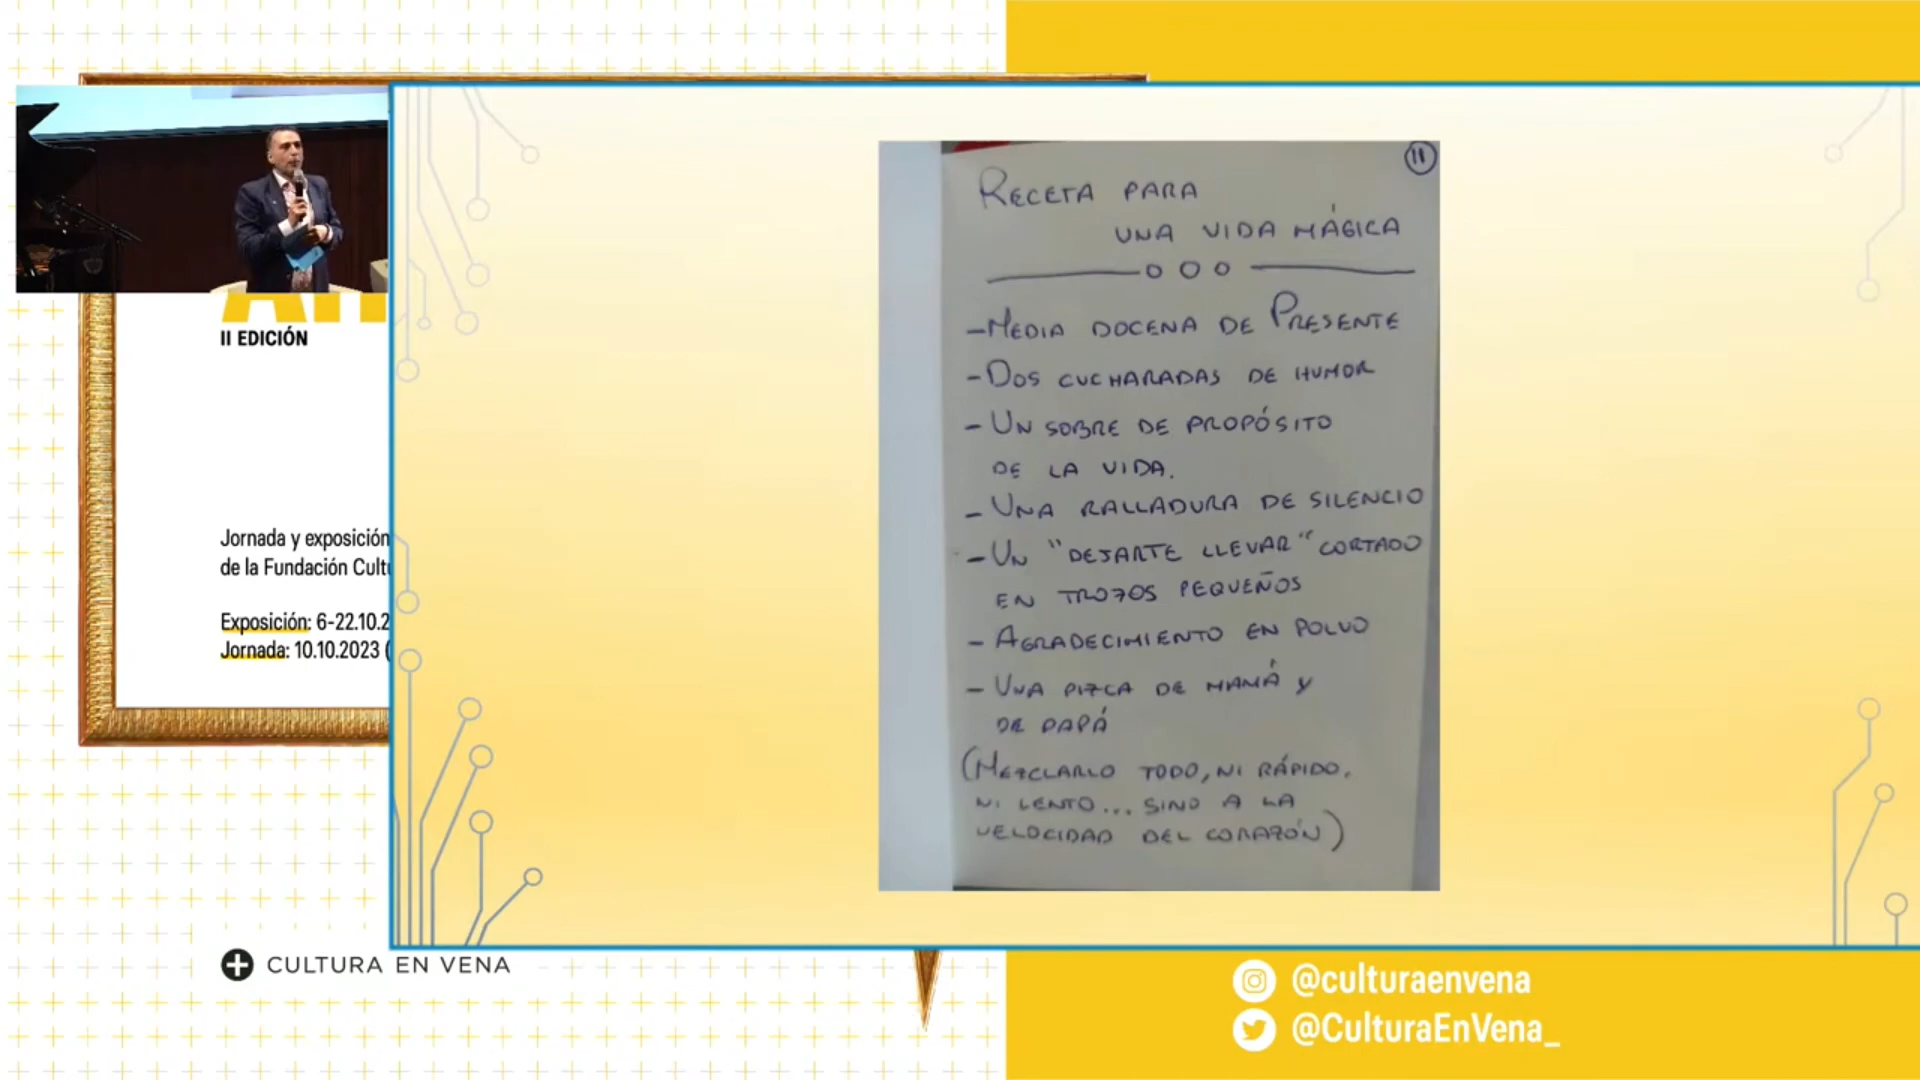 II EDICIÓN
Jornada y exposición
de la Fundación
Exposición: 6-22.10.2
Jornada: 10.10.2023 (
CULTURA EN VENA
11
RECETA PARA
UNA VIDA MÁGICA
-MEDIA DOCENA DE PRESENTE
-DOS CUCHARADAS DE HUMOR
- UN SOBRE DE PROPÓSITO
DE LA VIDA.
- UNA RALLADURA DE SILENCIO
- UN "DEJARTE LLEVAR" CORTADO
EN TROZOS PEQUEÑOS
- AGRADECIMIENTO EN POLVO
- UNA PIZCA DE MAMÁ Y
DE PAPÁ
(MEZCLARLO TODO, NI RÁPIDO,
NI LENTO... SINO A LA
VELOCIDAD DEL CORAZÓN)
@culturaenvena
@CulturaEnVena_